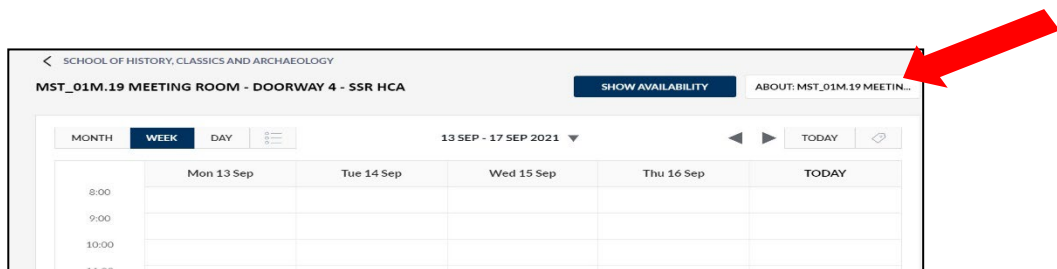 SCHOOL OF HISTORY, CLASSICS AND ARCHAEOLOGY
MST_01M.19 MEETING ROOM - DOORWAY 4 - SSR HCA
SHOW AVAILABILITY
ABOUT: MST_01M.19 MEETIN...
MONTH WEEK DAY
13 SEP - 17 SEP 2021
TODAY
Mon 13 Sep Tue 14 Sep Wed 15 Sep Thu 16 Sep TODAY
8:00
9:00
10:00